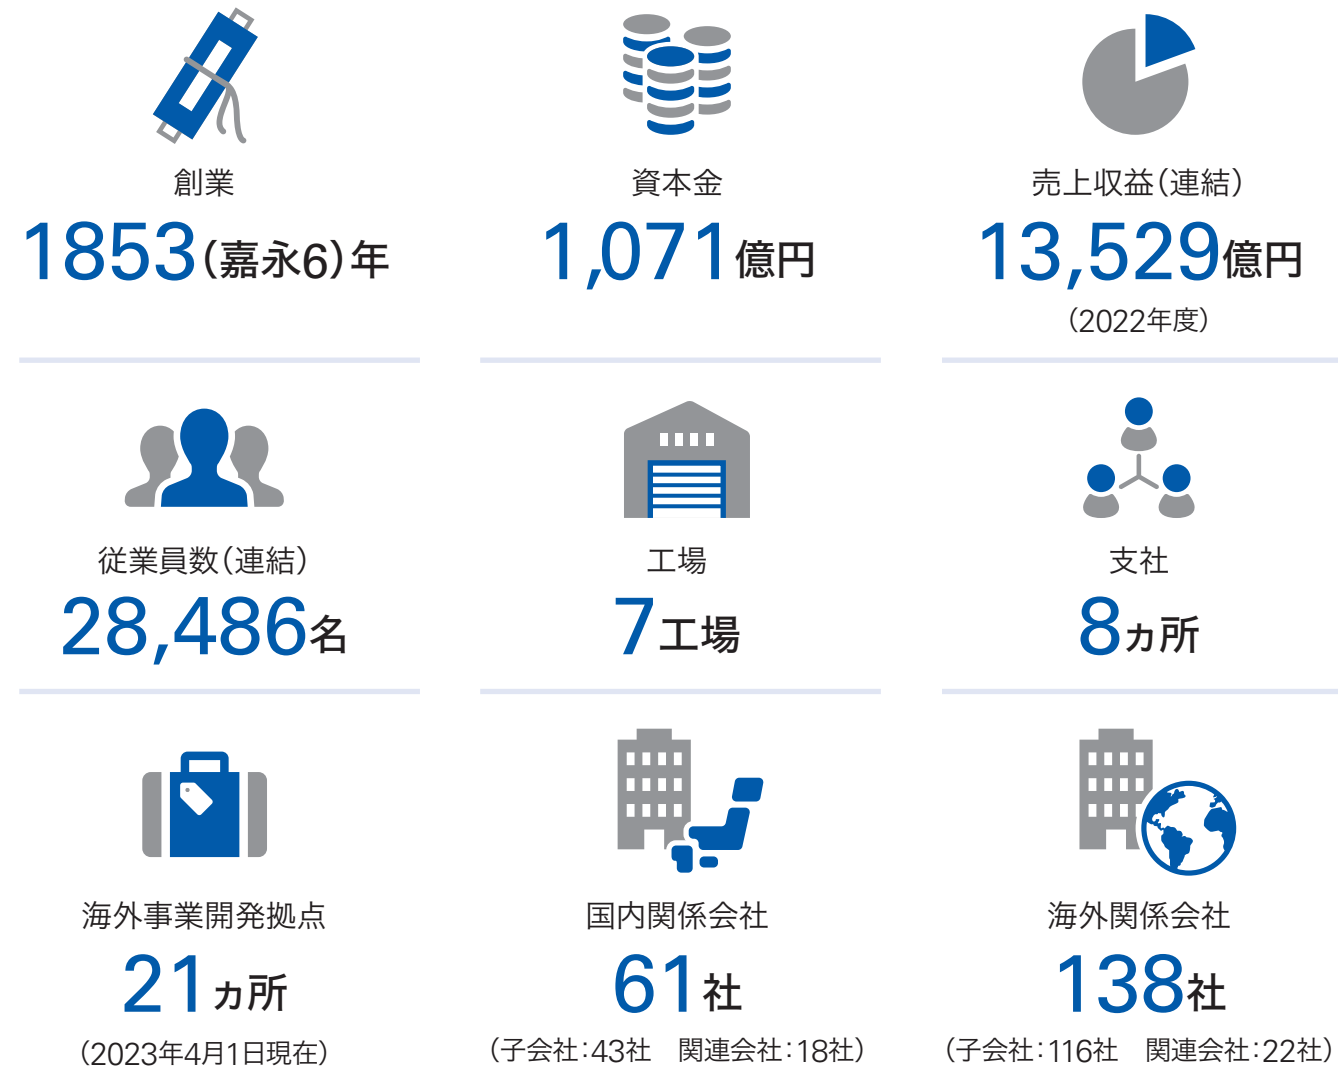 創業
1853(嘉永6)年
資本金
1,071億円
売上収益(連結)
13,529億円
(2022年度)
従業員数(連結)
28,486名
工場
7工場
支社
8ヵ所
海外事業開発拠点
21ヵ所
(2023年4月1日現在)
国内関係会社
61社
(子会社:43社　関連会社:18社)
海外関係会社
138社
(子会社:116社　関連会社:22社)